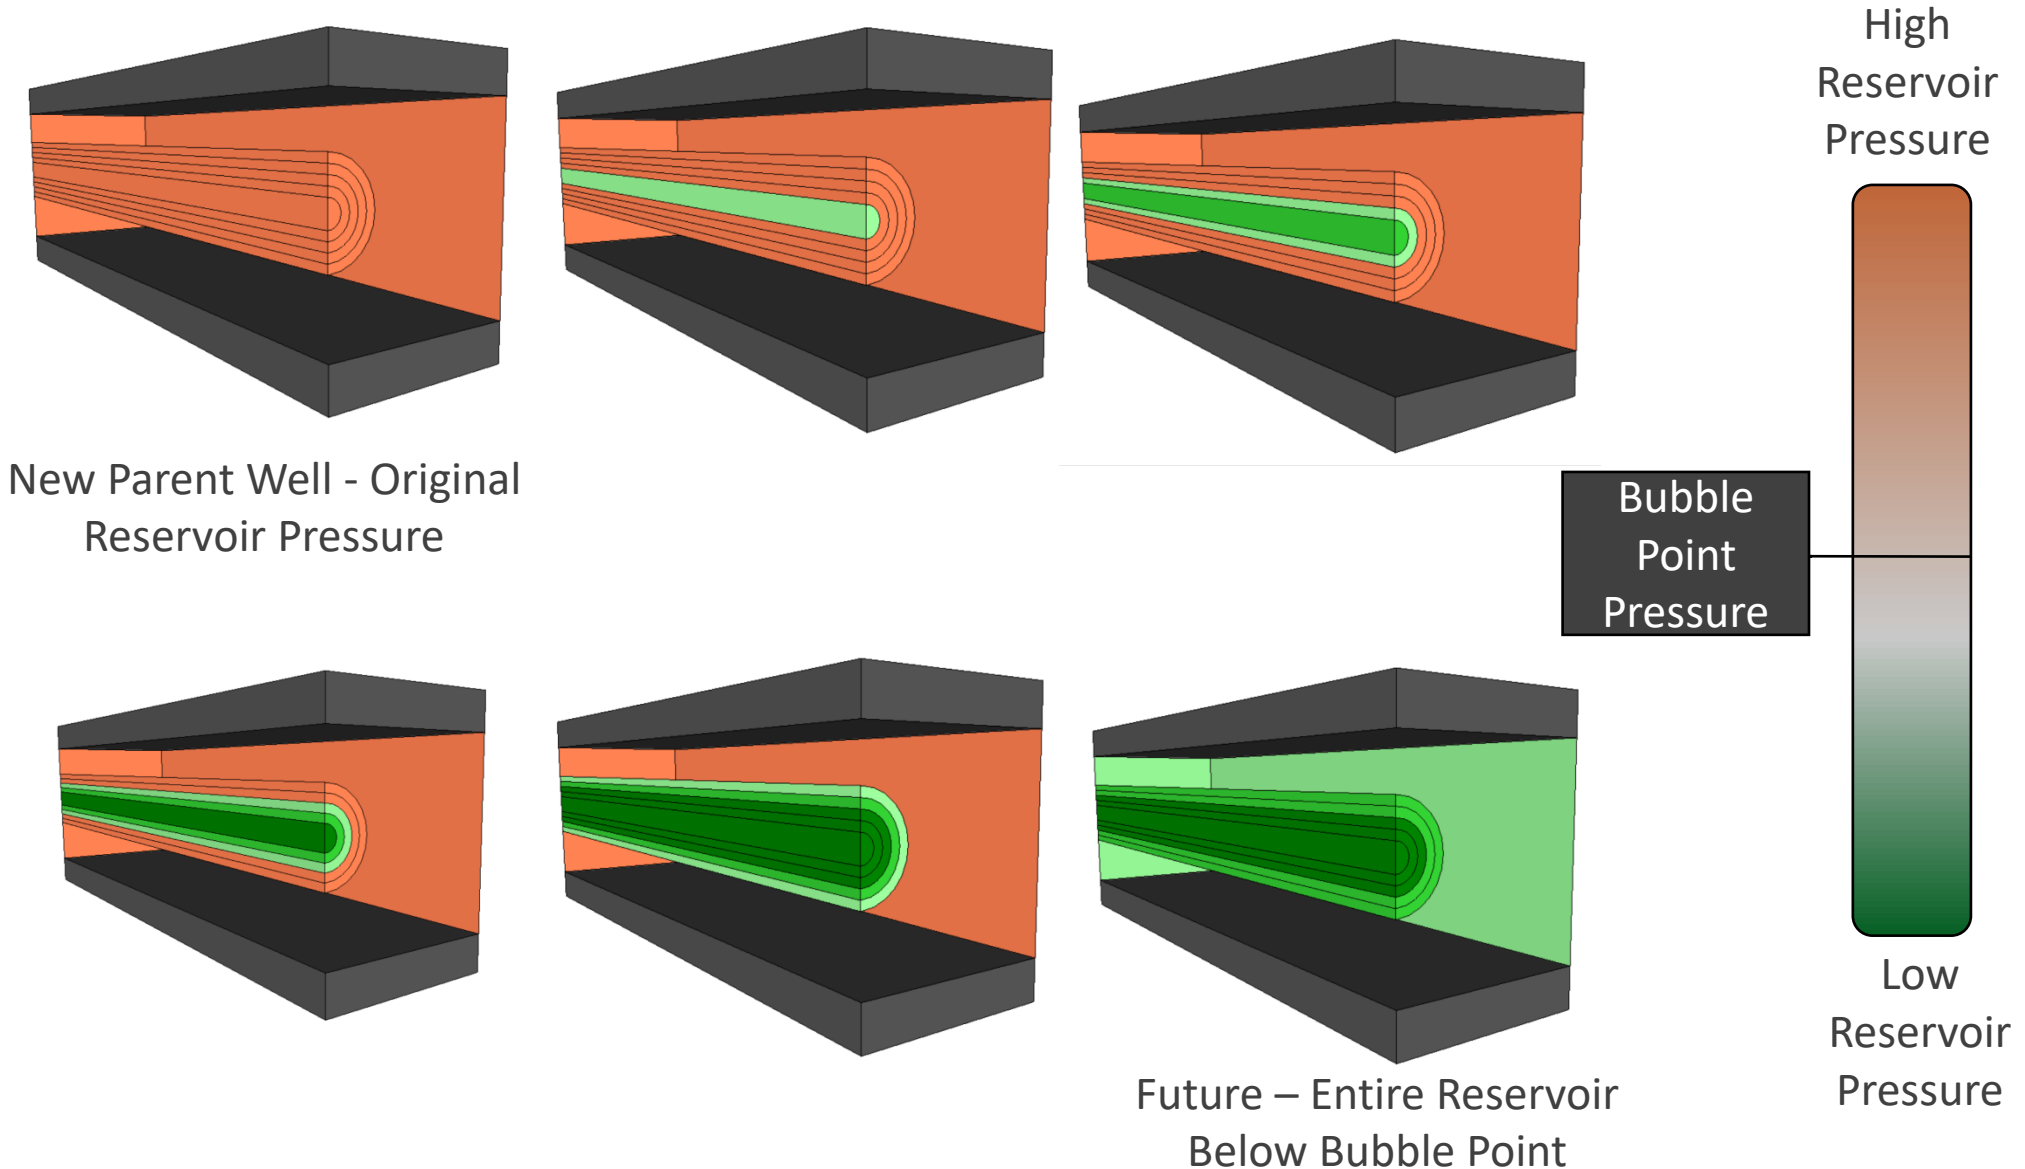 High
Reservoir
Pressure
New Parent Well - Original
Reservoir Pressure
Bubble
Point
Pressure
Low
Reservoir
Pressure
Future – Entire Reservoir
Below Bubble Point